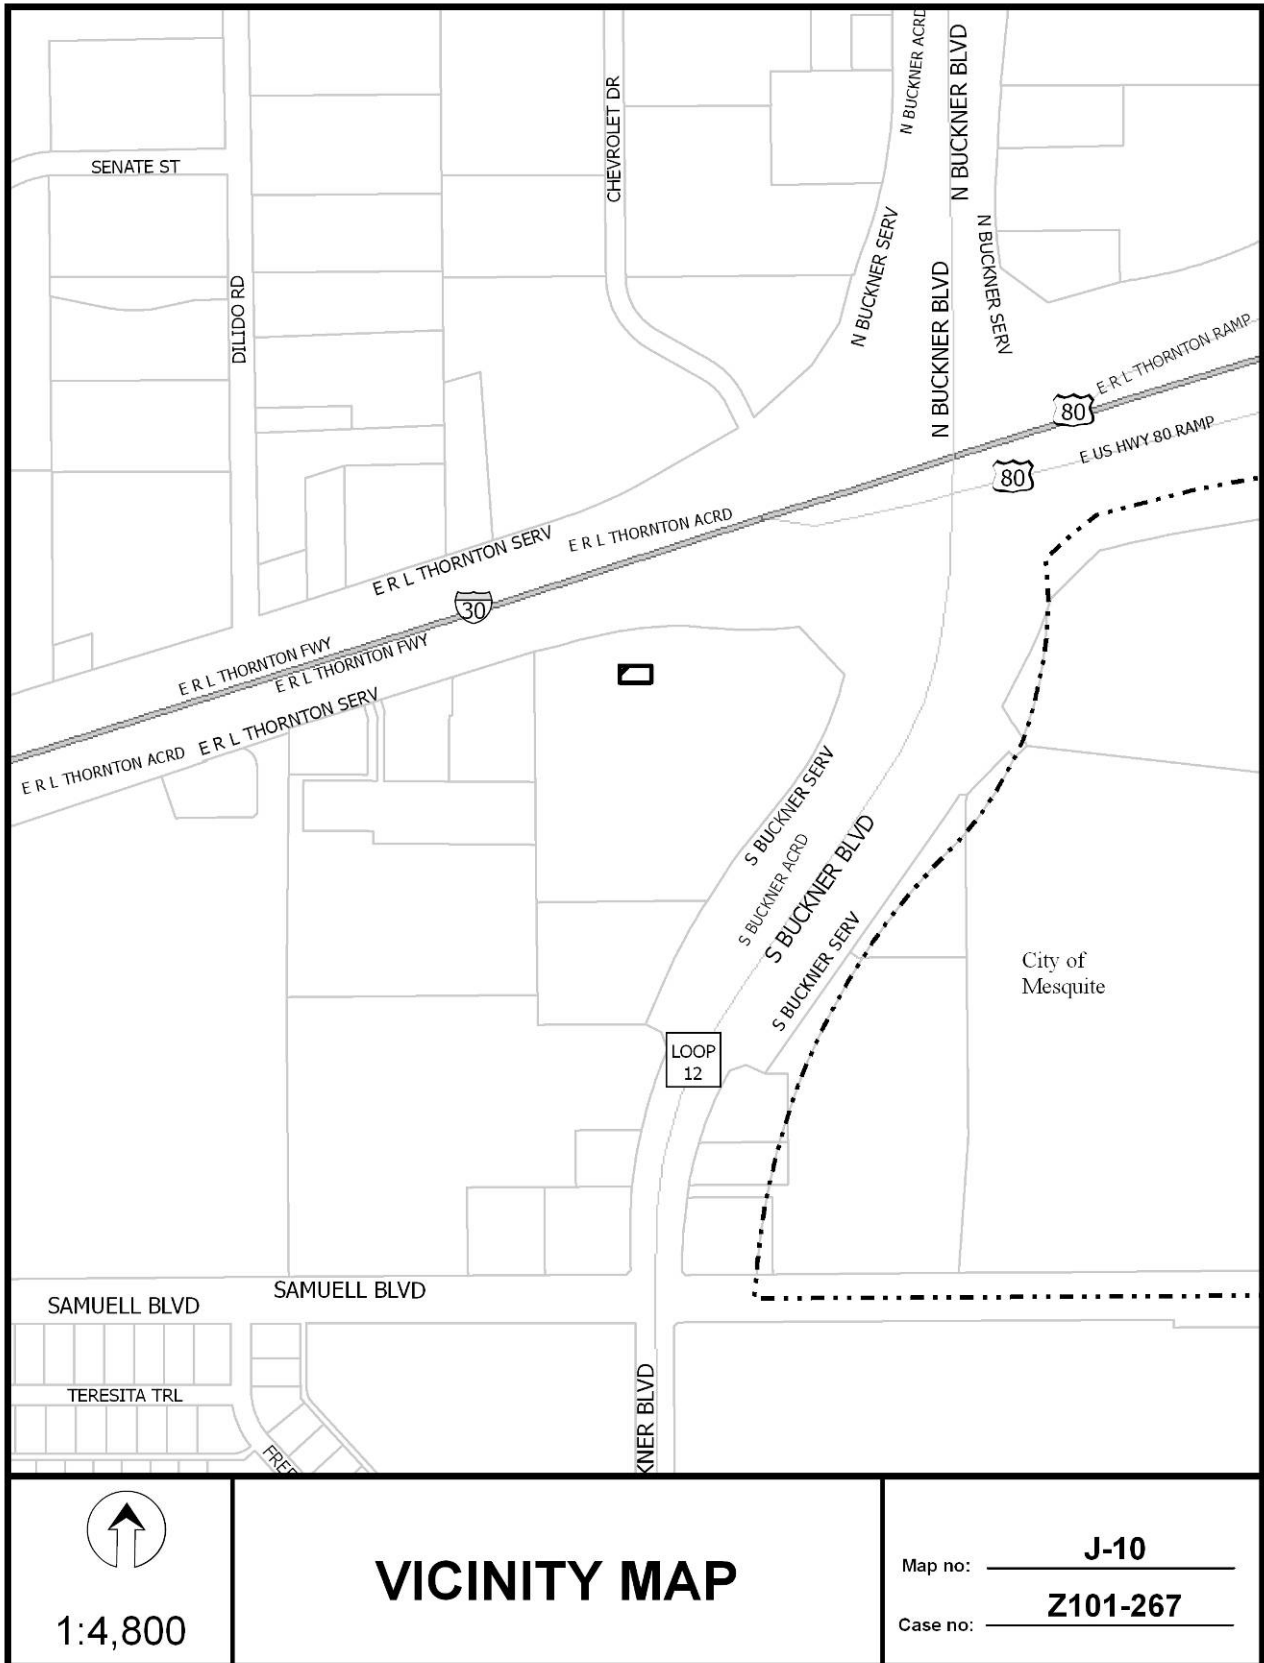 N BUCKNER ACRD
N BUCKNER BLVD
CHEVROLET DR
SENATE ST
N BUCKNER SERV
N BUCKNER SERV
N BUCKNER BLVD
DILIDO RD
E R L THORNTON RAMP
80
E US HWY 80 RAMP
80
E R L THORNTON ACRD
E R L THORNTON SERV
30
E R L THORNTON FWY
E R L THORNTON FWY
E R L THORNTON SERV
E R L THORNTON ACRD
S BUCKNER SERV
S BUCKNER ACRD
S BUCKNER BLVD
S BUCKNER SERV
City of
Mesquite
LOOP
12
SAMUELL BLVD
SAMUELL BLVD
TERESITA TRL
KNER BLVD
1:4,800
VICINITY MAP
Map no: J-10
Case no: Z101-267